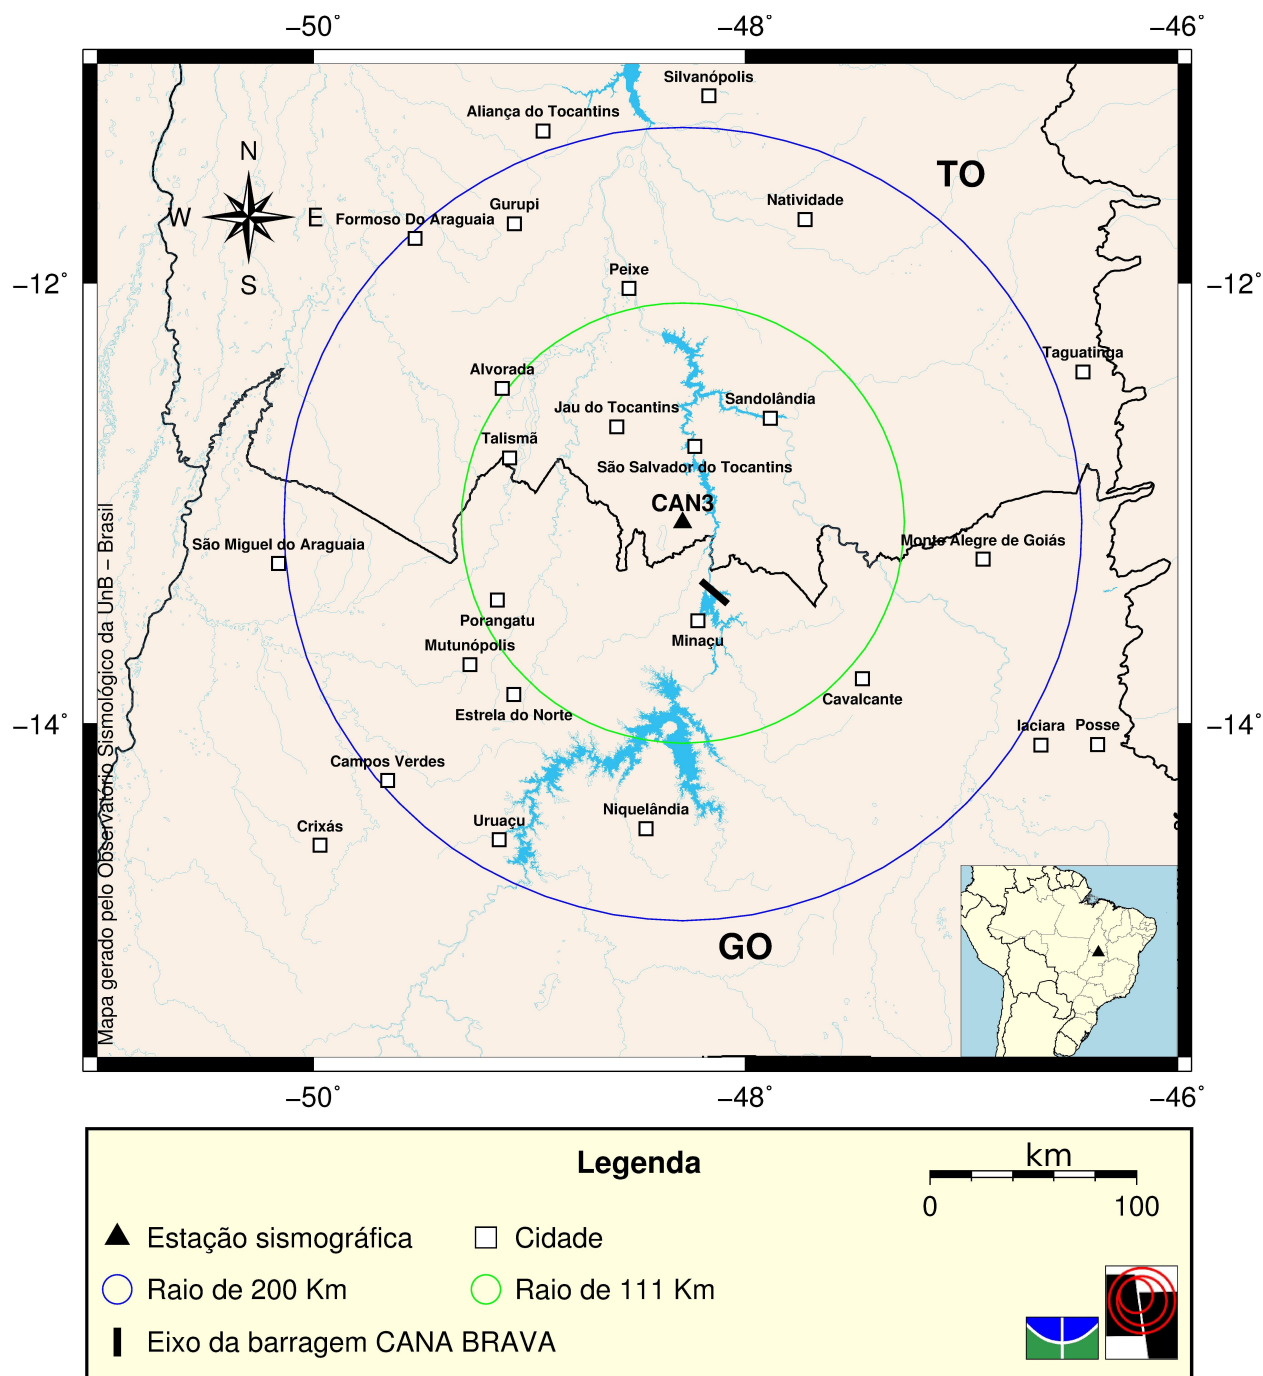 −50˚
−48˚
−46˚
Silvanópolis
Aliança do Tocantins
N
TO
W
E
Formoso Do Araguaia
Gurupi
Natividade
S
Peixe
−12˚
−12˚
Taguatinga
Alvorada
Sandolândia
Jau do Tocantins
Talismã
São Salvador do Tocantins
CAN3
São Miguel do Araguaia
Monte Alegre de Goiás
Porangatu
Minaçu
Mutunópolis
Cavalcante
Estrela do Norte
−14˚
−14˚
Iaciara
Posse
Campos Verdes
Niquelândia
Uruaçu
Crixás
GO
Mapa gerado pelo Observatório Sismológico da UnB − Brasil
−50˚
−48˚
−46˚
Legenda
km
0
100
Estação sismográfica
Cidade
Raio de 200 Km
Raio de 111 Km
Eixo da barragem CANA BRAVA